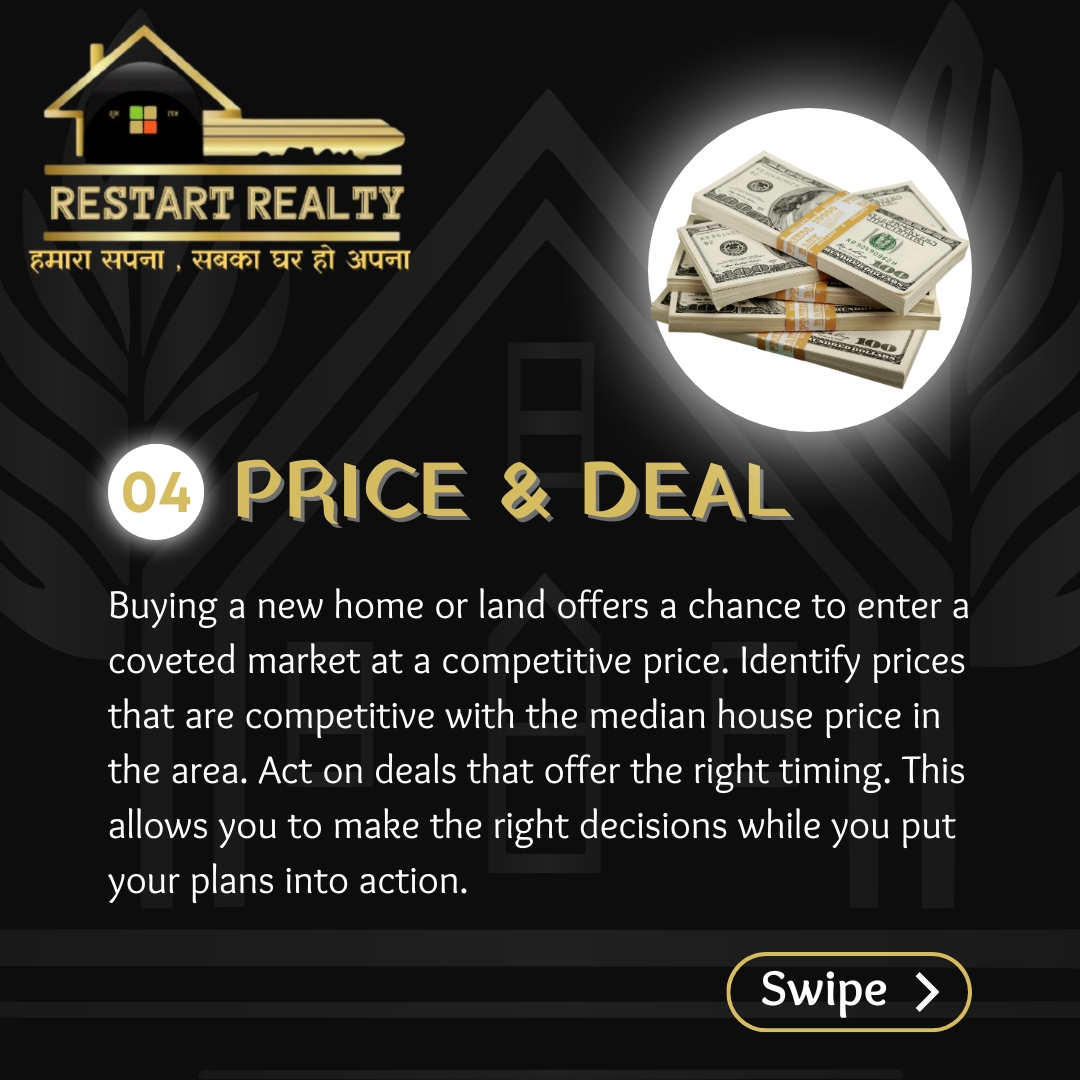 RESTART REALTY
हमारा सपना , सबका घर हो अपना
04 PRICE & DEAL
Buying a new home or land offers a chance to enter a
coveted market at a competitive price. Identify prices
that are competitive with the median house price in
the area. Act on deals that offer the right timing. This
allows you to make the right decisions while you put
your plans into action.
Swipe